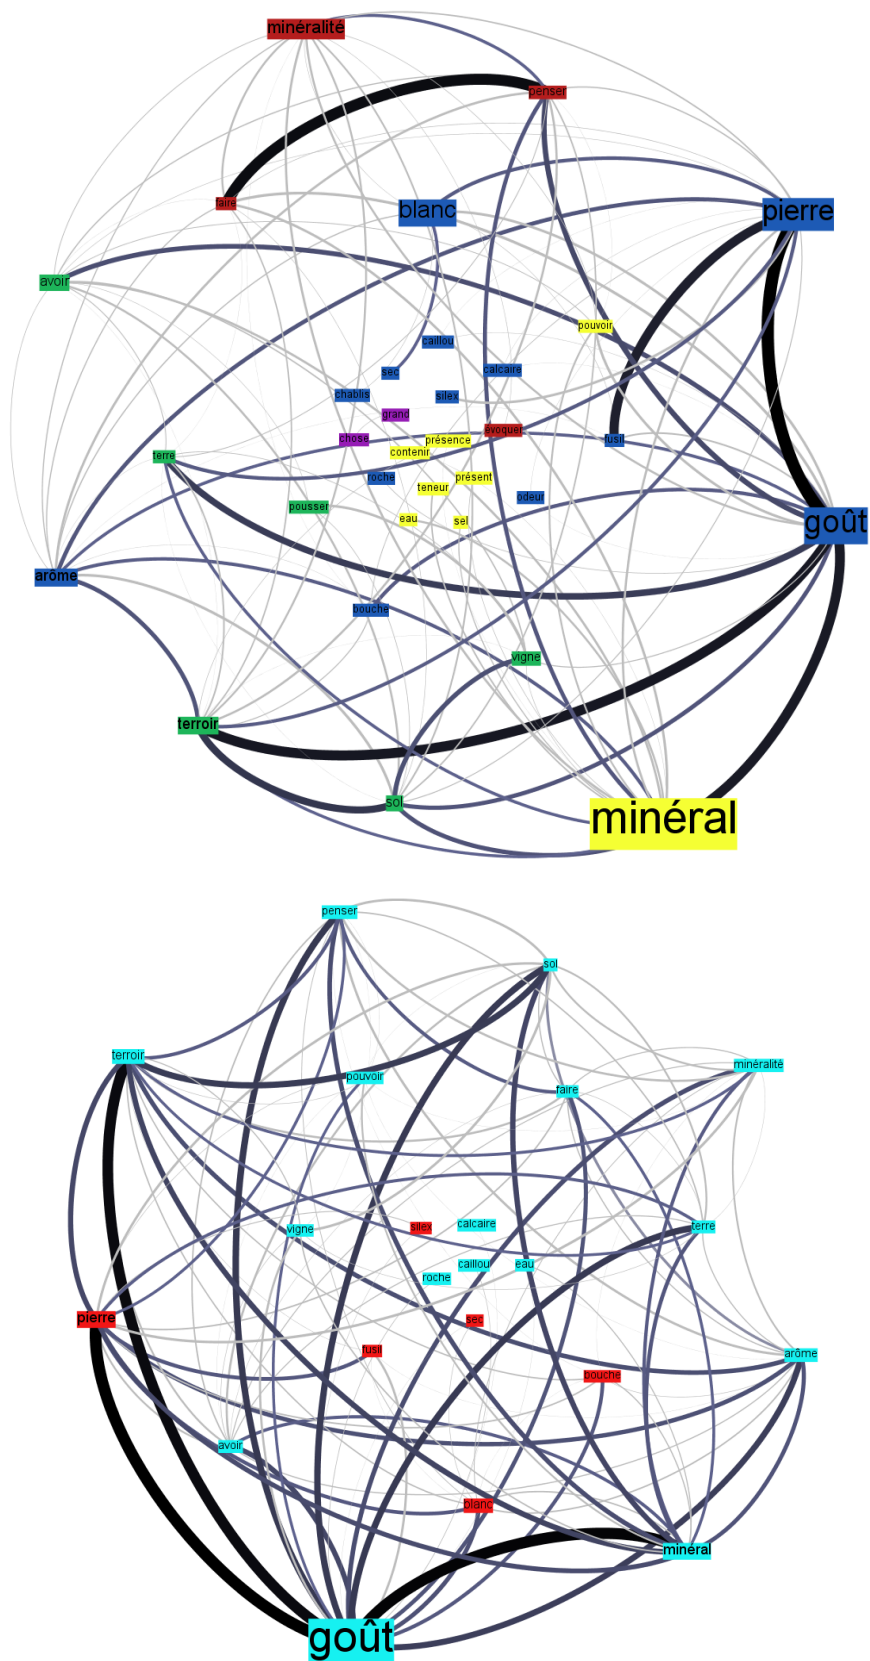 minéralité
penser
faire
blanc
pierre
avoir
pouvoir
caillou
sec
calcaire
chablis
silex
grand
chose
évoquer
présence
fusil
contenir
terre
roche
présent
teneur
odeur
pousser
eau
sel
goût
arôme
bouche
vigne
terroir
sol
minéral
penser
sol
terroir
minéralité
pouvoir
faire
vigne
silex
calcaire
terre
caillou
eau
roche
pierre
sec
fusil
arôme
bouche
avoir
blanc
minéral
goût